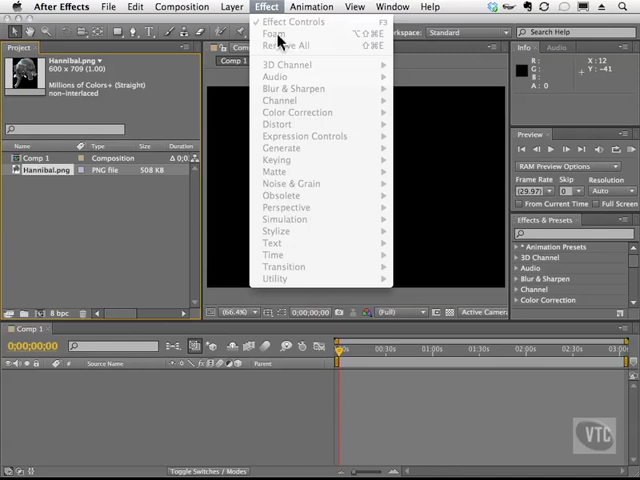 After Effects File Edit Composition Layer Effect Animation View Window Help
Effect Controls F3
Foam ⌥⇧⌘E
Remove All ⇧⌘E
3D Channel
Audio
Blur & Sharpen
Channel
Color Correction
Distort
Expression Controls
Generate
Keying
Matte
Noise & Grain
Obsolete
Perspective
Simulation
Stylize
Text
Time
Transition
Utility
Workspace: Standard
Search Help
Project
Hannibal.png
600 x 709 (1.00)
Millions of Colors+ (Straight)
non-interlaced
Name Type Size Media D
Comp 1 Composition Δ 0;0
Hannibal.png PNG file 508 KB
8 bpc
Comp 1
(66.4%) 0;00;00;00 (Full) Active Camera
Info Audio
R:
G:
B:
A: 0
X: 12
Y: -41
Preview
RAM Preview Options
Frame Rate Skip Resolution
(29.97) 0 Auto
From Current Time Full Screen
Effects & Presets
* Animation Presets
3D Channel
Audio
Blur & Sharpen
Channel
Color Correction
Comp 1
0;00;00;00
# Source Name Parent
00s 00:30s 01:00s 01:30s 02:00s 02:30s 03:00s
Toggle Switches / Modes
VTC